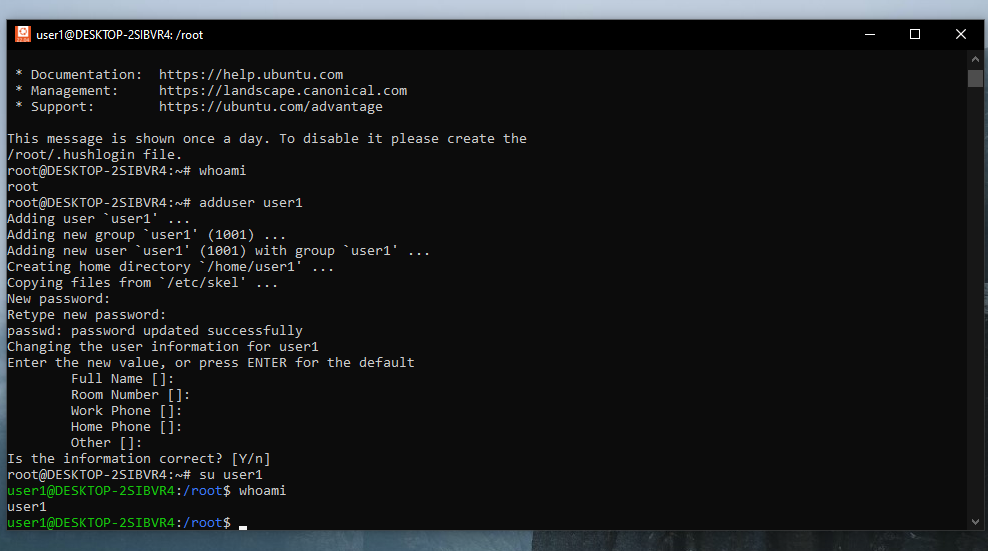 user1@DESKTOP-2SIBVR4: /root
 * Documentation:  https://help.ubuntu.com
 * Management:     https://landscape.canonical.com
 * Support:        https://ubuntu.com/advantage
This message is shown once a day. To disable it please create the
/root/.hushlogin file.
root@DESKTOP-2SIBVR4:~# whoami
root
root@DESKTOP-2SIBVR4:~# adduser user1
Adding user `user1' ...
Adding new group `user1' (1001) ...
Adding new user `user1' (1001) with group `user1' ...
Creating home directory `/home/user1' ...
Copying files from `/etc/skel' ...
New password:
Retype new password:
passwd: password updated successfully
Changing the user information for user1
Enter the new value, or press ENTER for the default
        Full Name []:
        Room Number []:
        Work Phone []:
        Home Phone []:
        Other []:
Is the information correct? [Y/n]
root@DESKTOP-2SIBVR4:~# su user1
user1@DESKTOP-2SIBVR4:/root$ whoami
user1
user1@DESKTOP-2SIBVR4:/root$